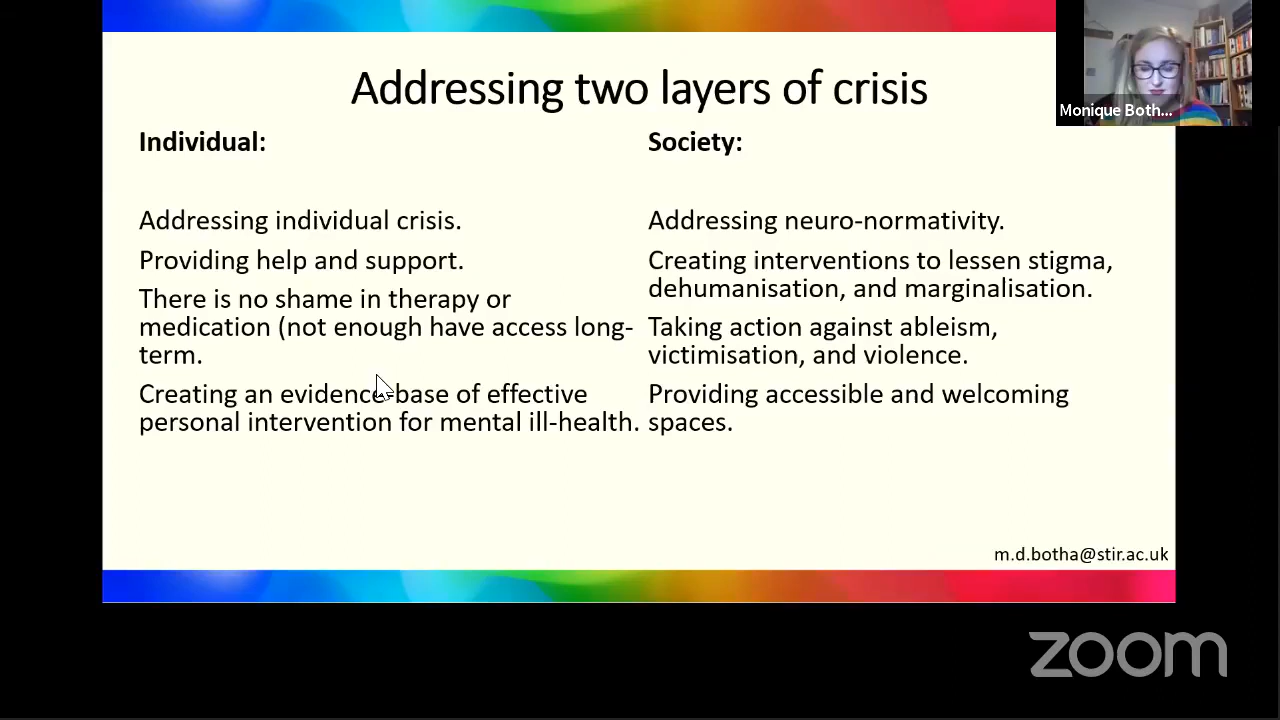 Addressing two layers of crisis
Monique Both...
Individual:
Addressing individual crisis.
Providing help and support.
There is no shame in therapy or
medication (not enough have access long-
term.
Creating an evidence-base of effective
personal intervention for mental ill-health.
Society:
Addressing neuro-normativity.
Creating interventions to lessen stigma,
dehumanisation, and marginalisation.
Taking action against ableism,
victimisation, and violence.
Providing accessible and welcoming
spaces.
m.d.botha@stir.ac.uk
zoom